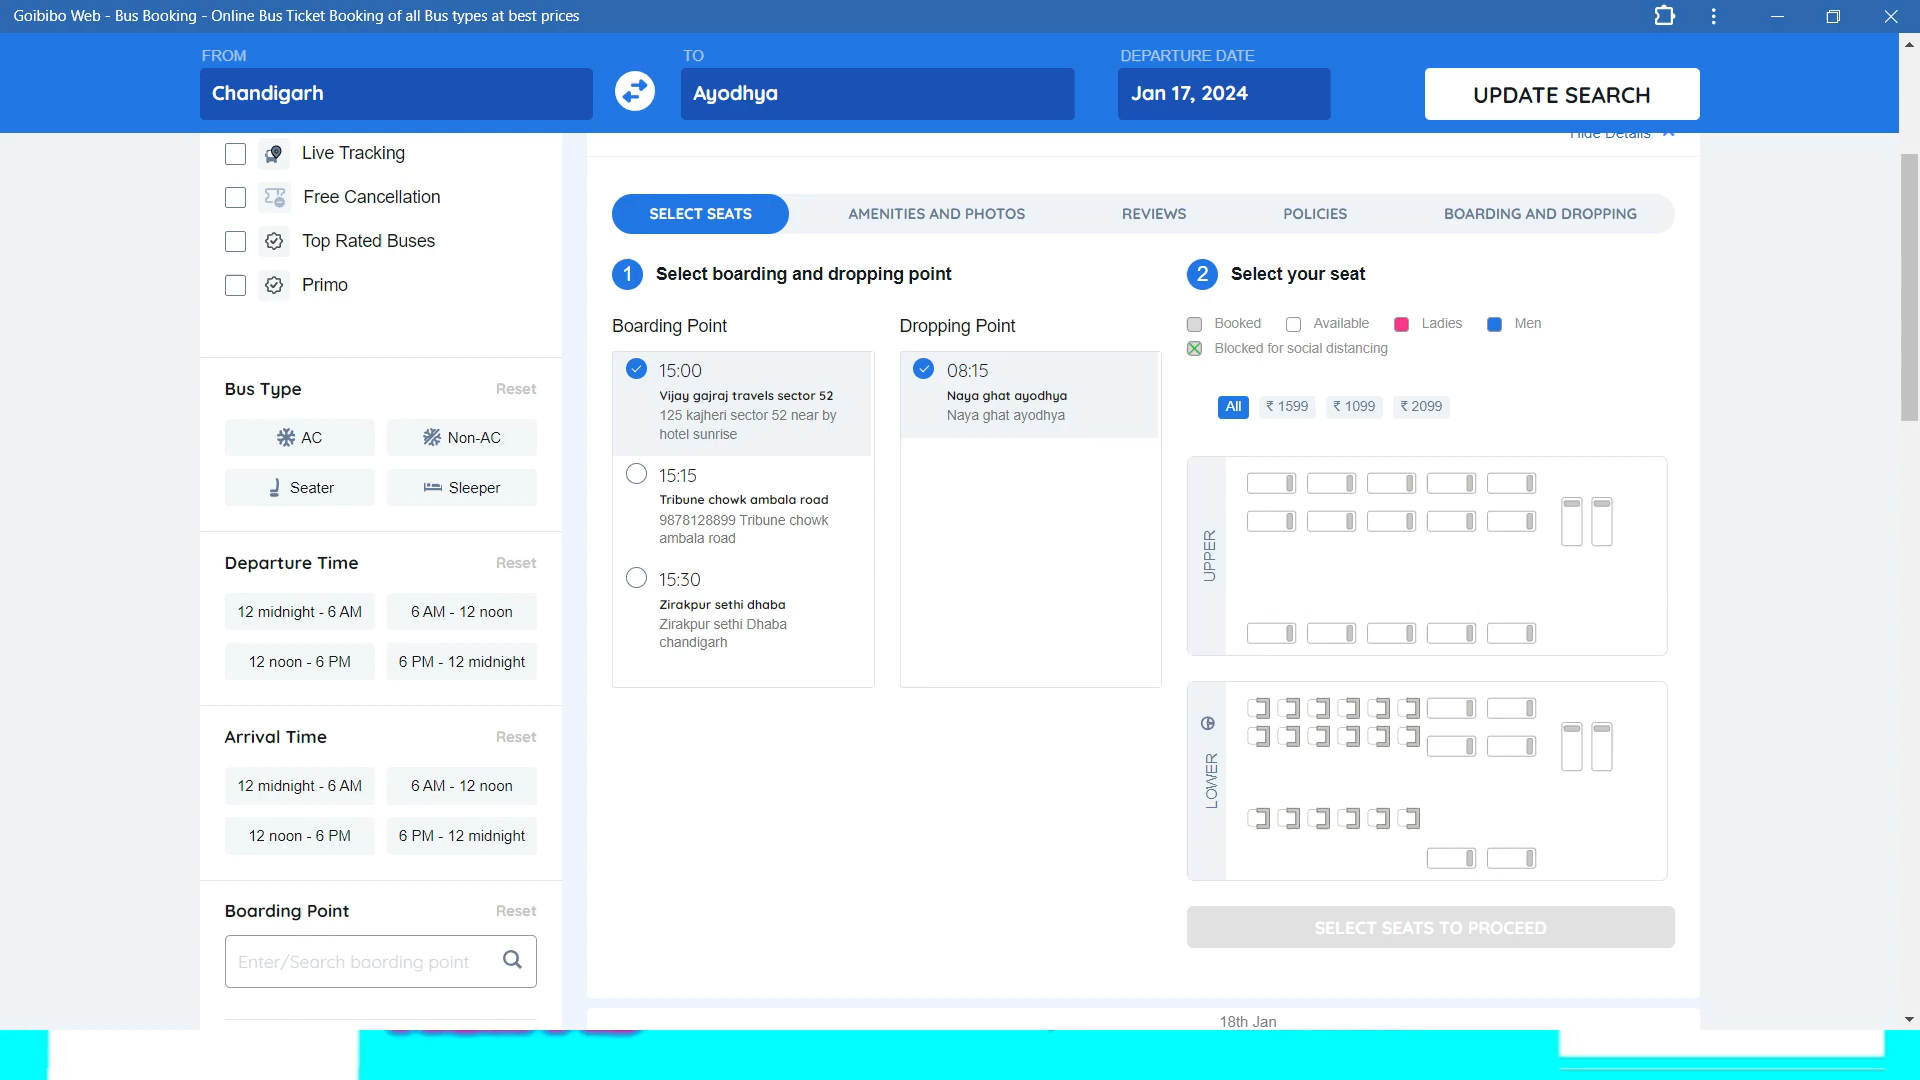 Goibibo Web - Bus Booking - Online Bus Ticket Booking of all Bus types at best prices
FROM
Chandigarh
TO
Ayodhya
DEPARTURE DATE
Jan 17, 2024
UPDATE SEARCH
Hide Details
Live Tracking
Free Cancellation
Top Rated Buses
Primo
Bus Type
Reset
AC
Non-AC
Seater
Sleeper
Departure Time
Reset
12 midnight - 6 AM
6 AM - 12 noon
12 noon - 6 PM
6 PM - 12 midnight
Arrival Time
Reset
12 midnight - 6 AM
6 AM - 12 noon
12 noon - 6 PM
6 PM - 12 midnight
Boarding Point
Reset
Enter/Search baording point
SELECT SEATS
AMENITIES AND PHOTOS
REVIEWS
POLICIES
BOARDING AND DROPPING
1 Select boarding and dropping point
Boarding Point
15:00
Vijay gajraj travels sector 52
125 kajheri sector 52 near by
hotel sunrise
15:15
Tribune chowk ambala road
9878128899 Tribune chowk
ambala road
15:30
Zirakpur sethi dhaba
Zirakpur sethi Dhaba
chandigarh
Dropping Point
08:15
Naya ghat ayodhya
Naya ghat ayodhya
2 Select your seat
Booked
Available
Ladies
Men
Blocked for social distancing
All
₹ 1599
₹ 1099
₹ 2099
UPPER
LOWER
SELECT SEATS TO PROCEED
18th Jan